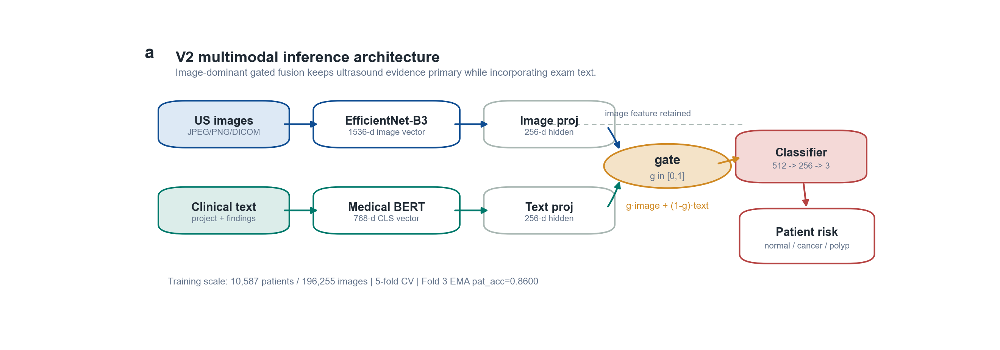 a
V2 multimodal inference architecture
Image-dominant gated fusion keeps ultrasound evidence primary while incorporating exam text.
US images
JPEG/PNG/DICOM
EfficientNet-B3
1536-d image vector
Image proj
256-d hidden
image feature retained
gate
g in [0,1]
Classifier
512 -> 256 -> 3
Clinical text
project + findings
Medical BERT
768-d CLS vector
Text proj
256-d hidden
g·image + (1-g)·text
Patient risk
normal / cancer / polyp
Training scale: 10,587 patients / 196,255 images | 5-fold CV | Fold 3 EMA pat_acc=0.8600